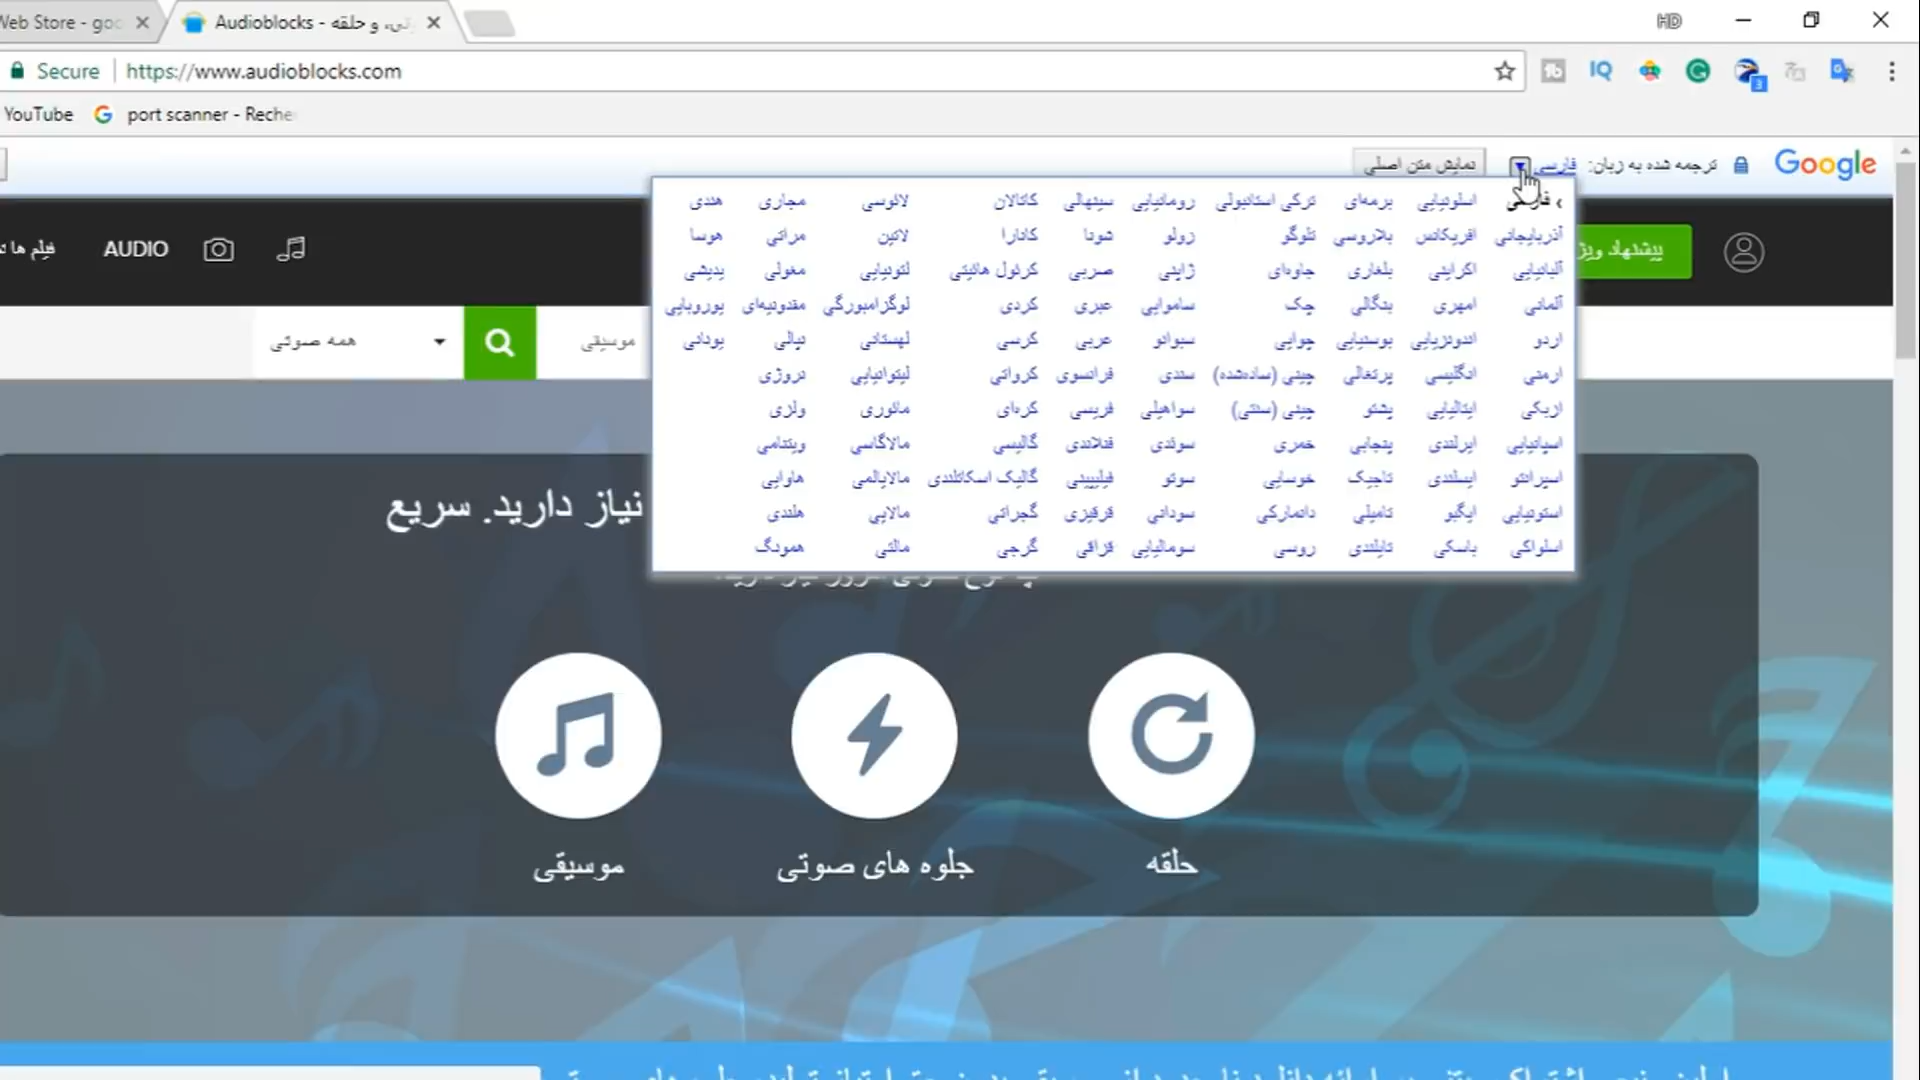 Web Store - goo
Audioblocks - تی، و حلقه
HD
Secure https://www.audioblocks.com
YouTube port scanner - Reche
Google ترجمه شده به زبان: فارسی نمایش متن اصلی
‹ فارسی اسلونیایی برمه‌ای ترکی استانبولی رومانیایی سینهالی کاتالان لائوسی مجاری هندی
آذربایجانی افریکانس بلاروسی تلوگو زولو شونا کانارا لاتین مراتی هوسا
آلبانیایی اکراینی بلغاری جاوه‌ای ژاپنی صربی کرئول هائیتی لتونیایی مغولی یدیشی
آلمانی امهری بنگالی چک ساموایی عبری کردی لوگزامبورگی مقدونیه‌ای یوروبایی
اردو اندونزیایی بوسنیایی چوایی سبوانو عربی کرسی لهستانی نپالی یونانی
ارمنی انگلیسی پرتغالی چینی (ساده‌شده) سندی فرانسوی کرواتی لیتوانیایی نروژی
ازبکی ایتالیایی پشتو چینی (سنتی) سواهیلی فریسی کره‌ای مائوری ولزی
اسپانیایی ایرلندی پنجابی خمری سوئدی فنلاندی گالیسی مالاگاسی ویتنامی
اسپرانتو ایسلندی تاجیک خوسایی سوتو فیلیپینی گالیک اسکاتلندی مالایالمی هاوایی
استونیایی ایگبو تامیلی دانمارکی سودانی قرقیزی گجراتی مالایی هلندی
اسلواکی باسکی تایلندی روسی سومالیایی قزاقی گرجی مالتی همونگ
پیشنهاد ویژ
AUDIO
فیلم ها
موسیقی
همه صوتی
نیاز دارید. سریع
حلقه
جلوه های صوتی
موسیقی